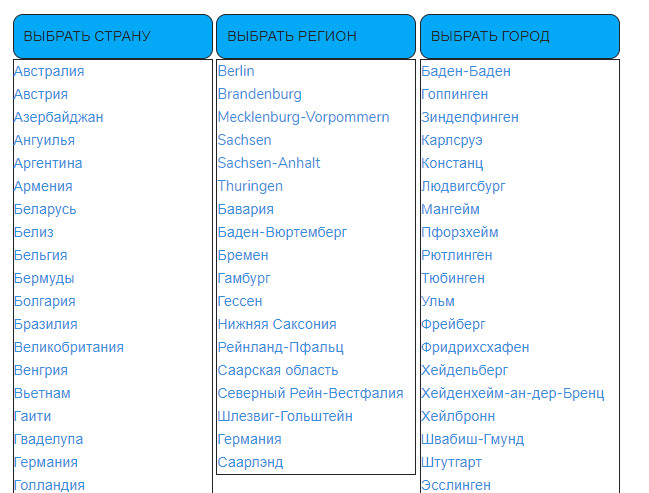 ВЫБРАТЬ СТРАНУ
Австралия
Австрия
Азербайджан
Ангуилья
Аргентина
Армения
Беларусь
Белиз
Бельгия
Бермуды
Болгария
Бразилия
Великобритания
Венгрия
Вьетнам
Гаити
Гваделупа
Германия
Голландия
ВЫБРАТЬ РЕГИОН
Berlin
Brandenburg
Mecklenburg-Vorpommern
Sachsen
Sachsen-Anhalt
Thuringen
Бавария
Баден-Вюртемберг
Бремен
Гамбург
Гессен
Нижняя Саксония
Рейнланд-Пфальц
Саарская область
Северный Рейн-Вестфалия
Шлезвиг-Гольштейн
Германия
Саарлэнд
ВЫБРАТЬ ГОРОД
Баден-Баден
Гоппинген
Зинделфинген
Карлсруэ
Констанц
Людвигсбург
Мангейм
Пфорзхейм
Рютлинген
Тюбинген
Ульм
Фрейберг
Фридрихсхафен
Хейдельберг
Хейденхейм-ан-дер-Бренц
Хейлбронн
Швабиш-Гмунд
Штутгарт
Эсслинген